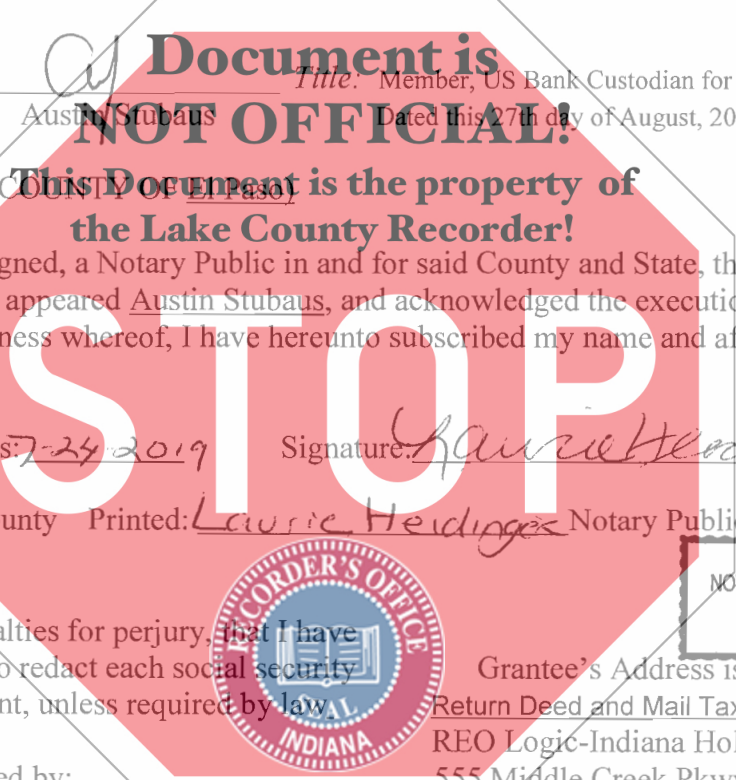 Document is
Title: Member, US Bank Custodian for
Austin Stubaus
NOT OFFICIAL!
Dated this 27th day of August, 20
COUNTY OF El Paso)
This Document is the property of
the Lake County Recorder!
gned, a Notary Public in and for said County and State, th
appeared Austin Stubaus, and acknowledged the executio
ness whereof, I have hereunto subscribed my name and af
STOP
s: 7-24-2019 Signature:
unty Printed: Laurie Heidinger Notary Publi
NO
RECORDER'S OFFICE
SEAL
INDIANA
alties for perjury, that I have
o redact each social security
nt, unless required by law.
Grantee's Address is
Return Deed and Mail Tax
REO Logic-Indiana Hol
ed by:
555 Middle Creek Pkw